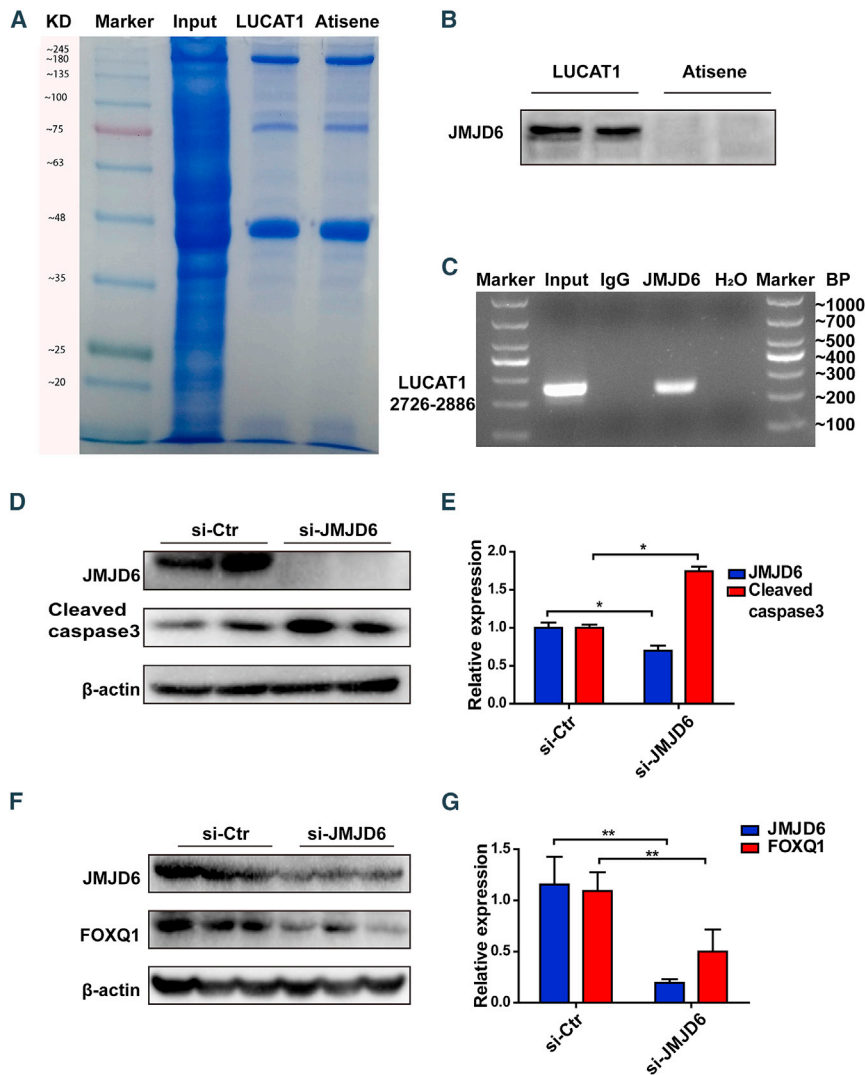 A
KD
Marker
Input
LUCAT1
Atisene
~245
~180
~135
~100
~75
~63
~48
~35
~25
~20
B
LUCAT1
Atisene
JMJD6
C
Marker
Input
IgG
JMJD6
H₂O
Marker
BP
~1000
~700
~500
~400
~300
~200
~100
LUCAT1
2726-2886
D
si-Ctr
si-JMJD6
JMJD6
Cleaved
caspase3
β-actin
E
Relative expression
2.0
1.5
1.0
0.5
0.0
*
*
JMJD6
Cleaved
caspase3
si-Ctr
si-JMJD6
F
si-Ctr
si-JMJD6
JMJD6
FOXQ1
β-actin
G
Relative expression
1.5
1.0
0.5
0.0
**
**
JMJD6
FOXQ1
si-Ctr
si-JMJD6